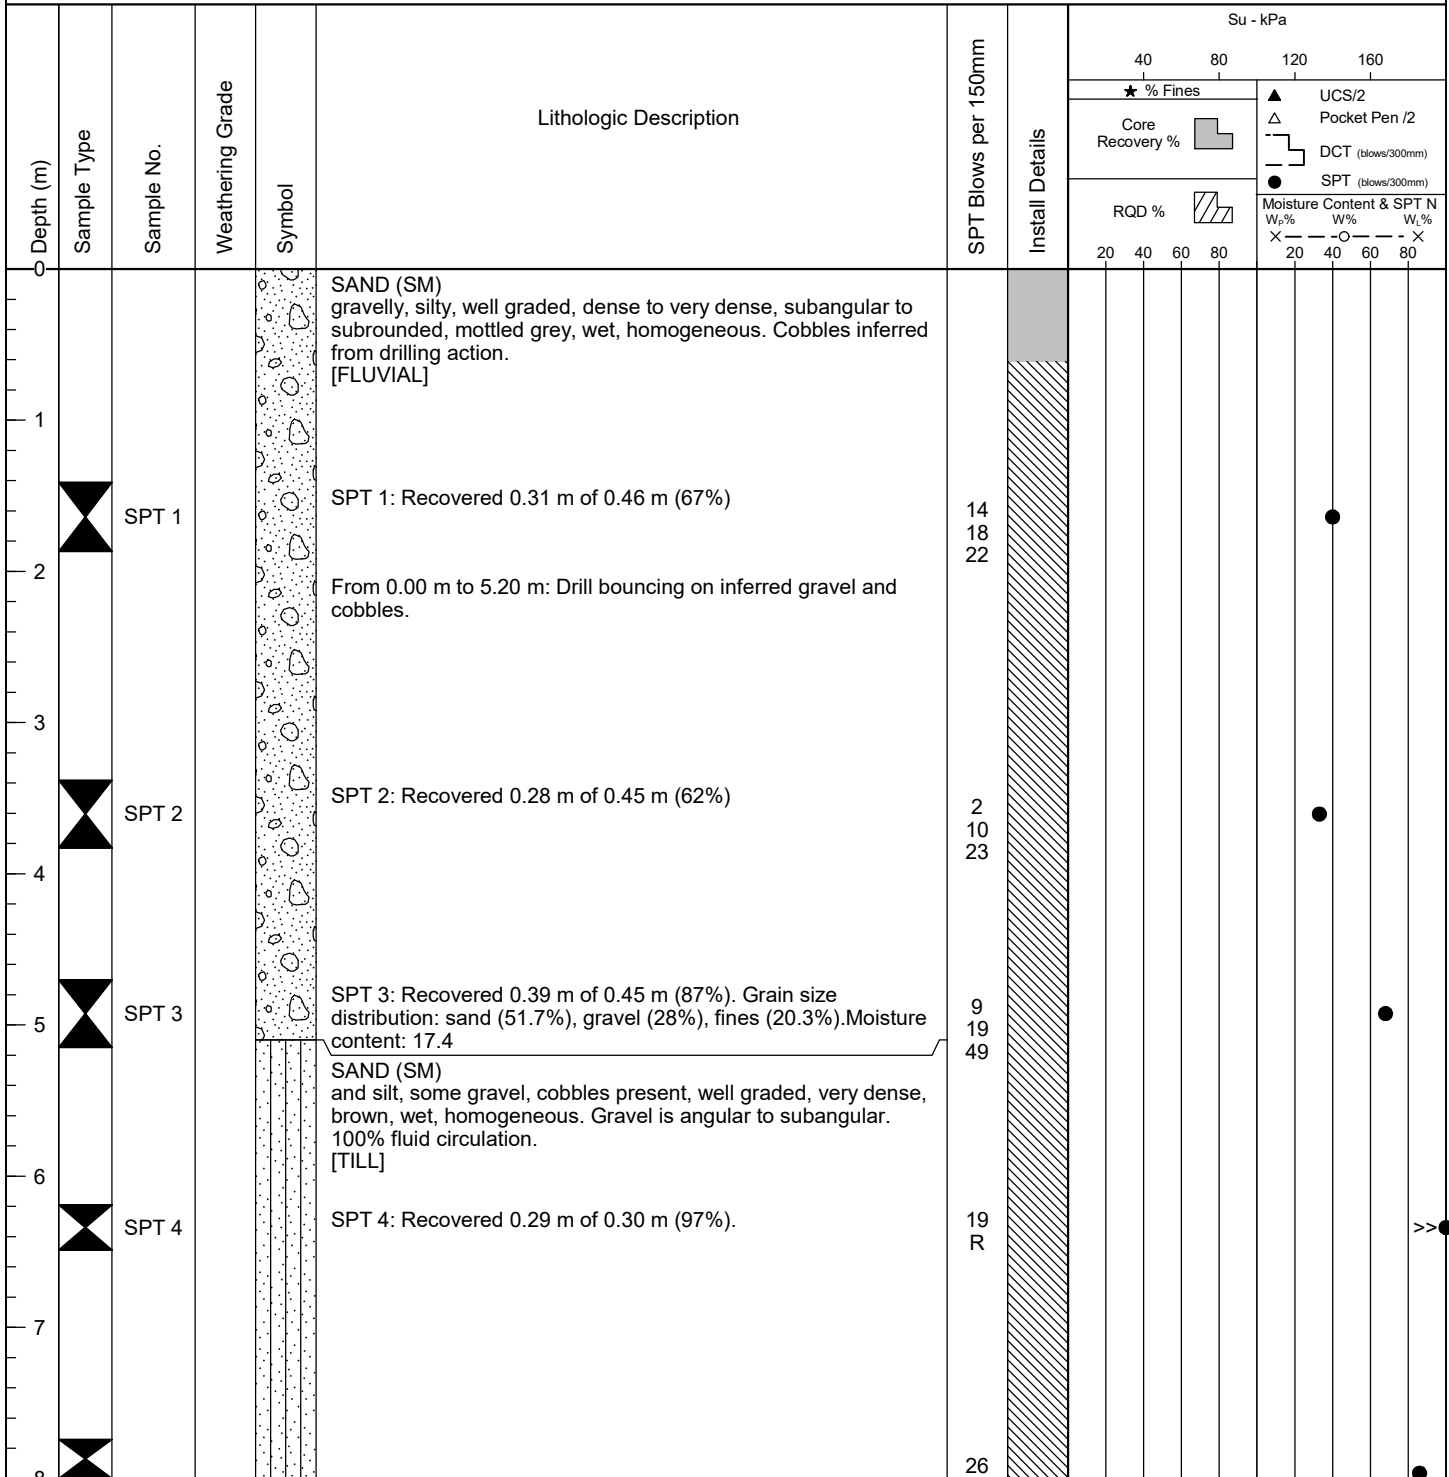 Depth (m)
Sample Type
Sample No.
Weathering Grade
Symbol
Lithologic Description
SPT Blows per 150mm
Install Details
Su - kPa
40 80 120 160
★ % Fines
Core
Recovery %
RQD %
20 40 60 80
▲ UCS/2
△ Pocket Pen /2
DCT (blows/300mm)
● SPT (blows/300mm)
Moisture Content & SPT N
WP% W% WL%
20 40 60 80
0
SAND (SM)
gravelly, silty, well graded, dense to very dense, subangular to
subrounded, mottled grey, wet, homogeneous. Cobbles inferred
from drilling action.
[FLUVIAL]
1
SPT 1
SPT 1: Recovered 0.31 m of 0.46 m (67%)
14
18
22
2
From 0.00 m to 5.20 m: Drill bouncing on inferred gravel and
cobbles.
3
SPT 2
SPT 2: Recovered 0.28 m of 0.45 m (62%)
2
10
23
4
SPT 3
SPT 3: Recovered 0.39 m of 0.45 m (87%). Grain size
distribution: sand (51.7%), gravel (28%), fines (20.3%).Moisture
content: 17.4
9
19
49
5
SAND (SM)
and silt, some gravel, cobbles present, well graded, very dense,
brown, wet, homogeneous. Gravel is angular to subangular.
100% fluid circulation.
[TILL]
6
SPT 4
SPT 4: Recovered 0.29 m of 0.30 m (97%).
19
R
>>
7
26
8